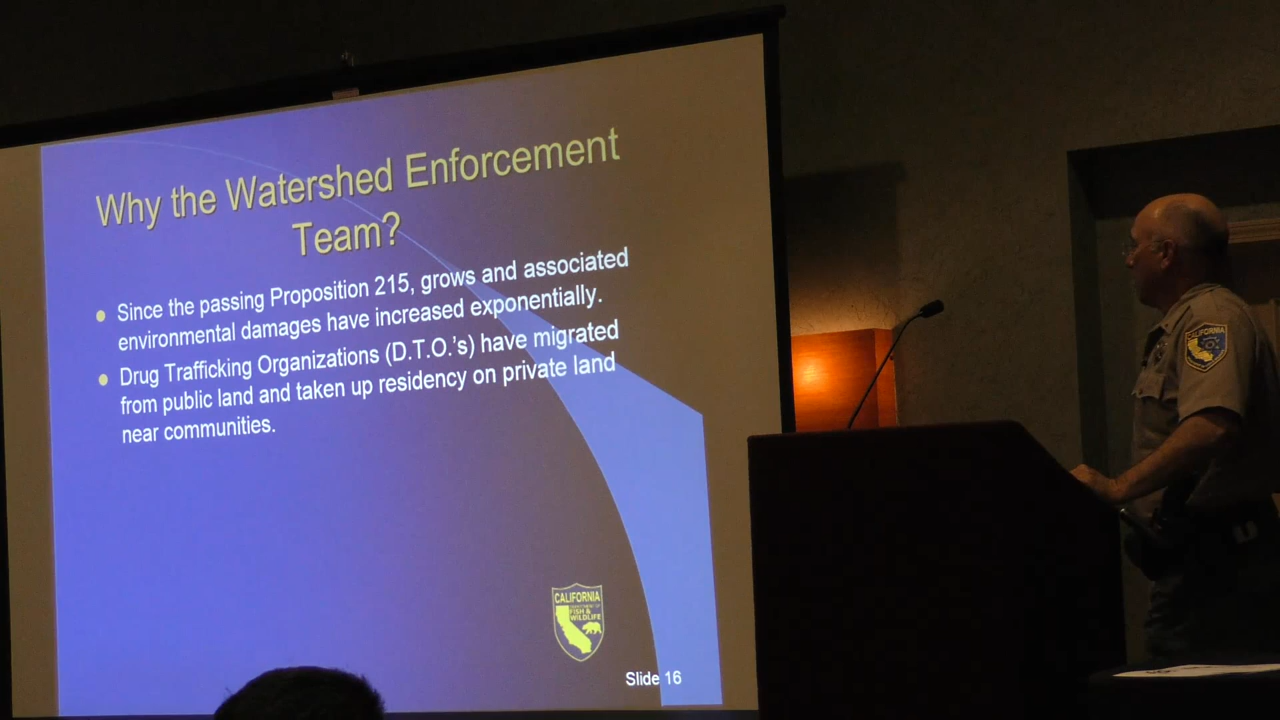 Why the Watershed Enforcement
Team?
Since the passing Proposition 215, grows and associated
environmental damages have increased exponentially.
Drug Trafficking Organizations (D.T.O.'s) have migrated
from public land and taken up residency on private land
near communities.
CALIFORNIA
FISH &
WILDLIFE
Slide 16
CALIFORNIA